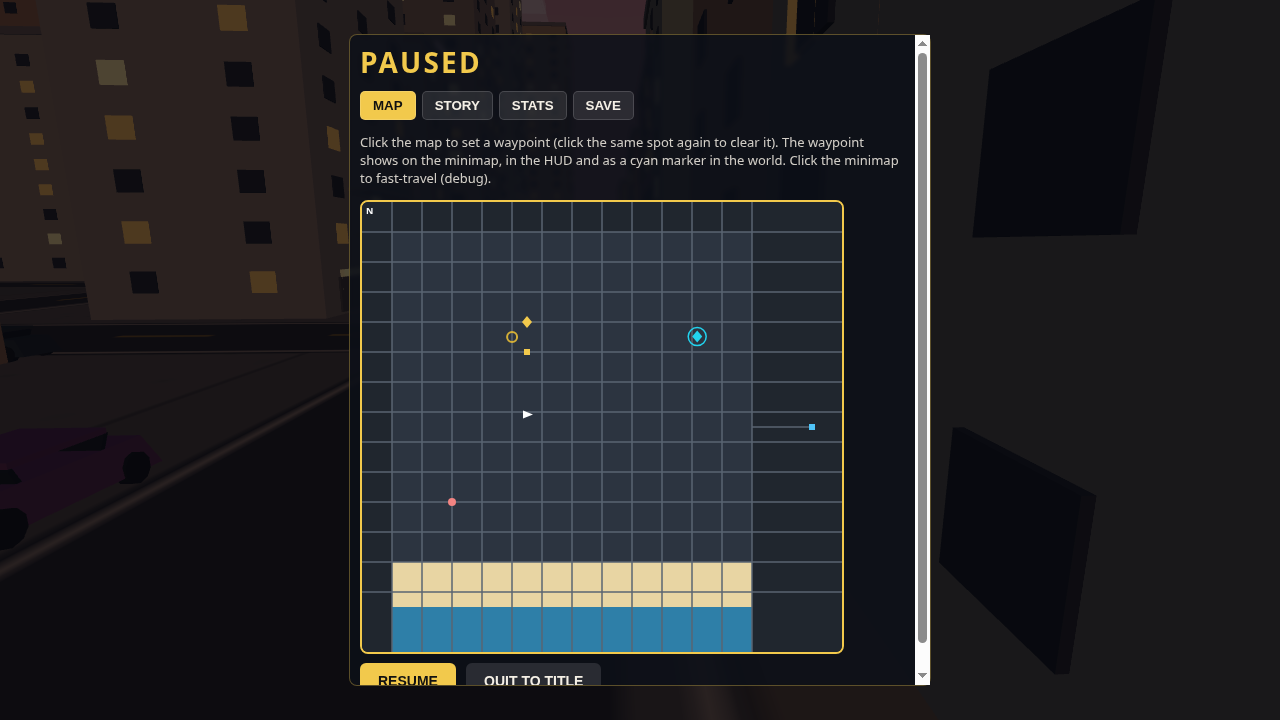 PAUSED
MAP STORY STATS SAVE
Click the map to set a waypoint (click the same spot again to clear it). The waypoint
shows on the minimap, in the HUD and as a cyan marker in the world. Click the minimap
to fast-travel (debug).
N
RESUME QUIT TO TITLE